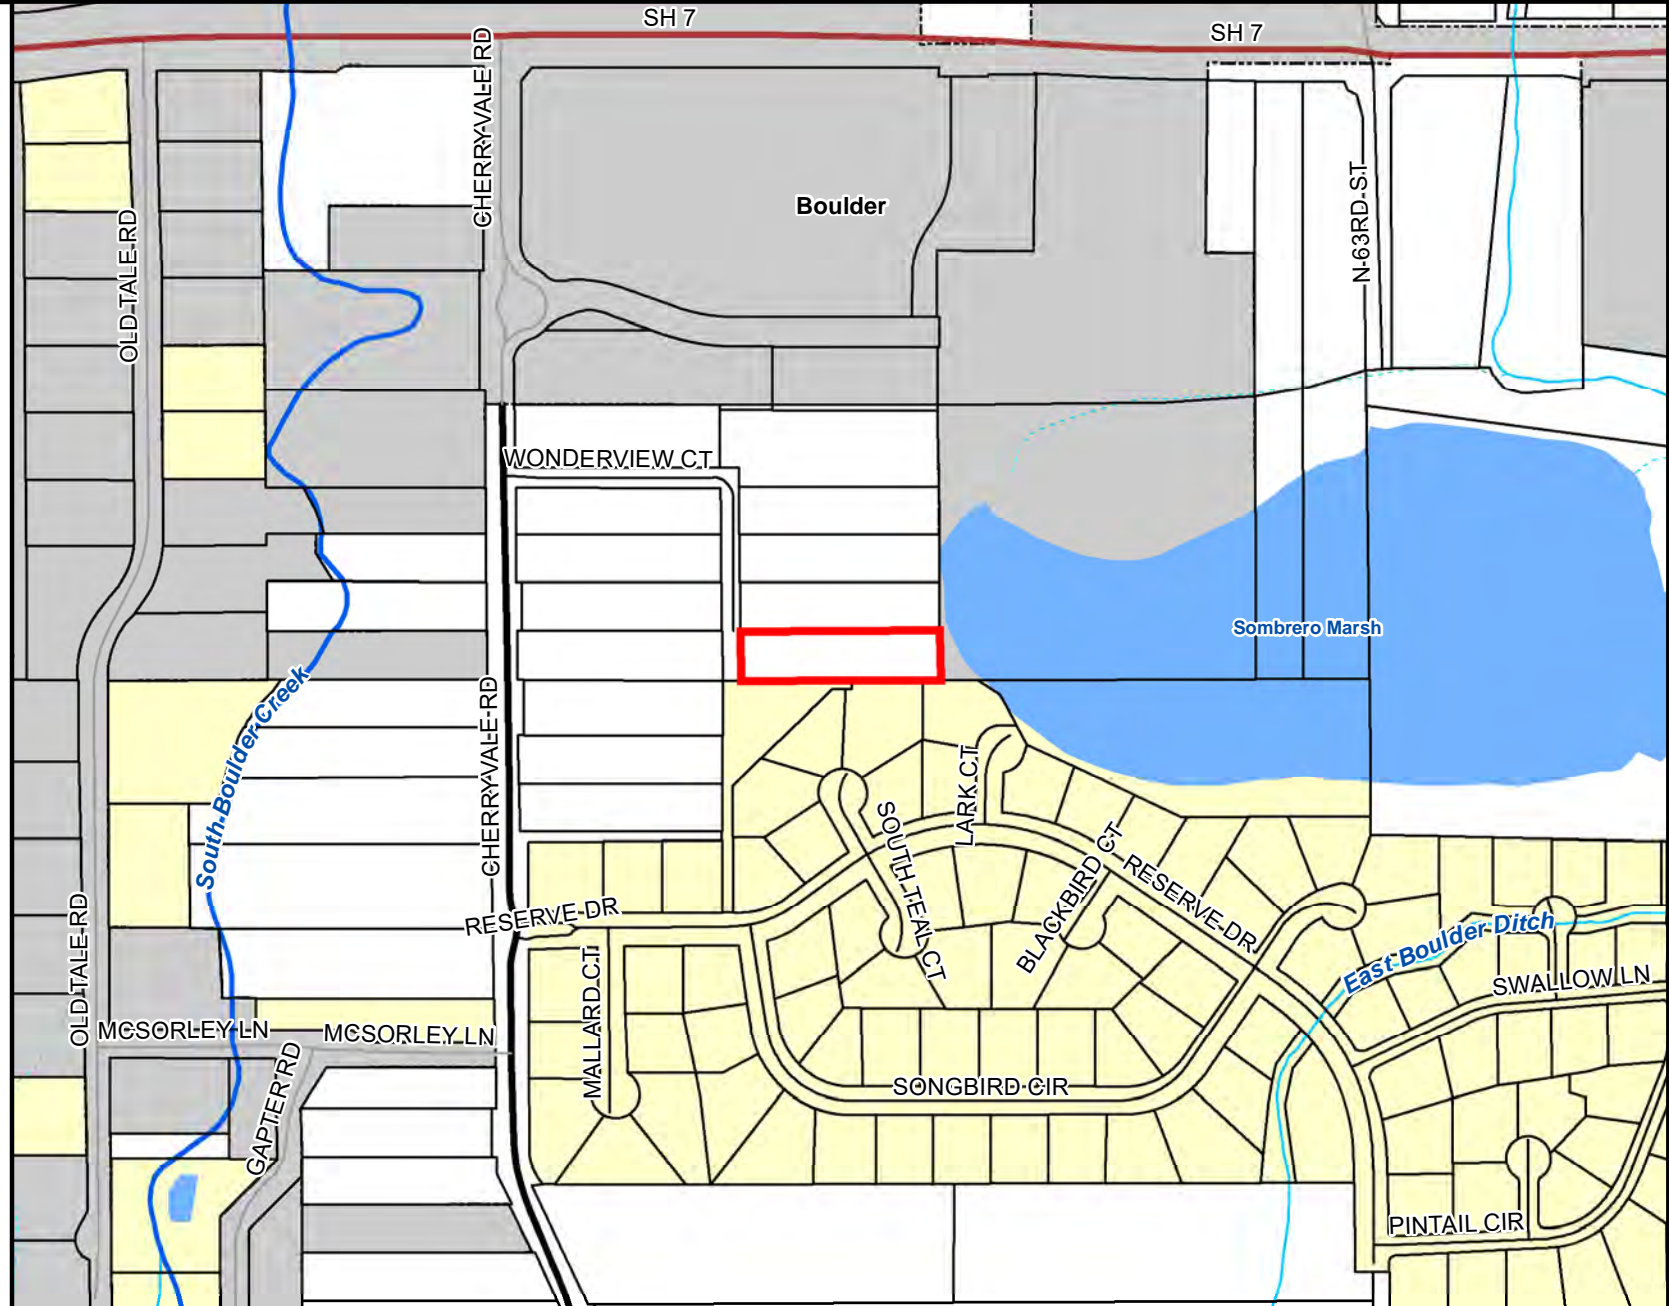 SH 7
SH 7
CHERRYVALE RD
Boulder
N 63RD ST
OLD TALE RD
WONDERVIEW CT
Sombrero Marsh
South Boulder Creek
CHERRYVALE RD
LARK CT
SOUTH TEAL CT
BLACKBIRD CT
RESERVE DR
RESERVE DR
East Boulder Ditch
SWALLOW LN
OLD TALE RD
MALLARD CT
MCSORLEY LN
MCSORLEY LN
GAPTER RD
SONGBIRD CIR
PINTAIL CIR